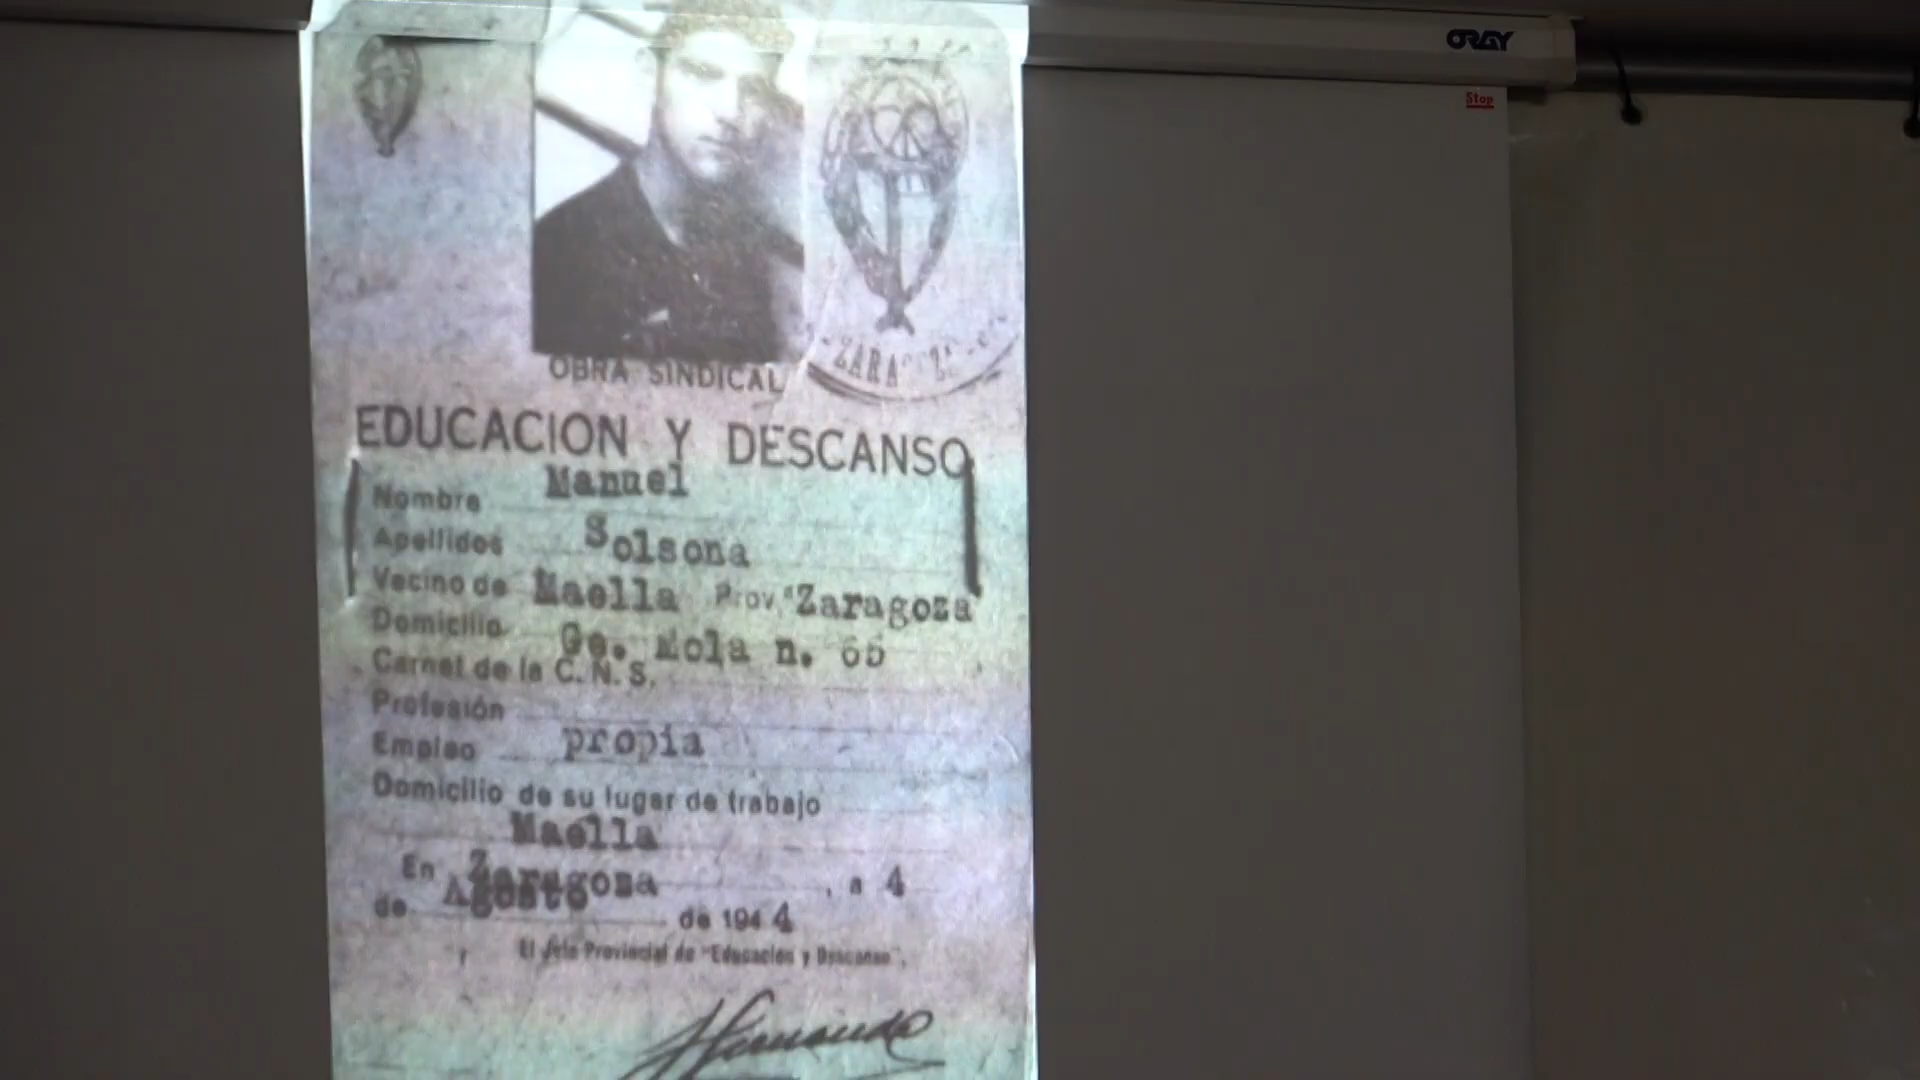 ORAY
Stop
OBRA SINDICAL
EDUCACION Y DESCANSO
Nombre Manuel
Apellidos Solsona
Vecino de Maella Prov.ª Zaragoza
Domicilio Ge. Mola n. 65
Carnet de la C.N.S.
Profesión
Empleo propia
Domicilio de su lugar de trabajo
Maella
En Zaragoza, a 4
de Agosto de 1944
El Jefe Provincial de "Educación y Descanso",